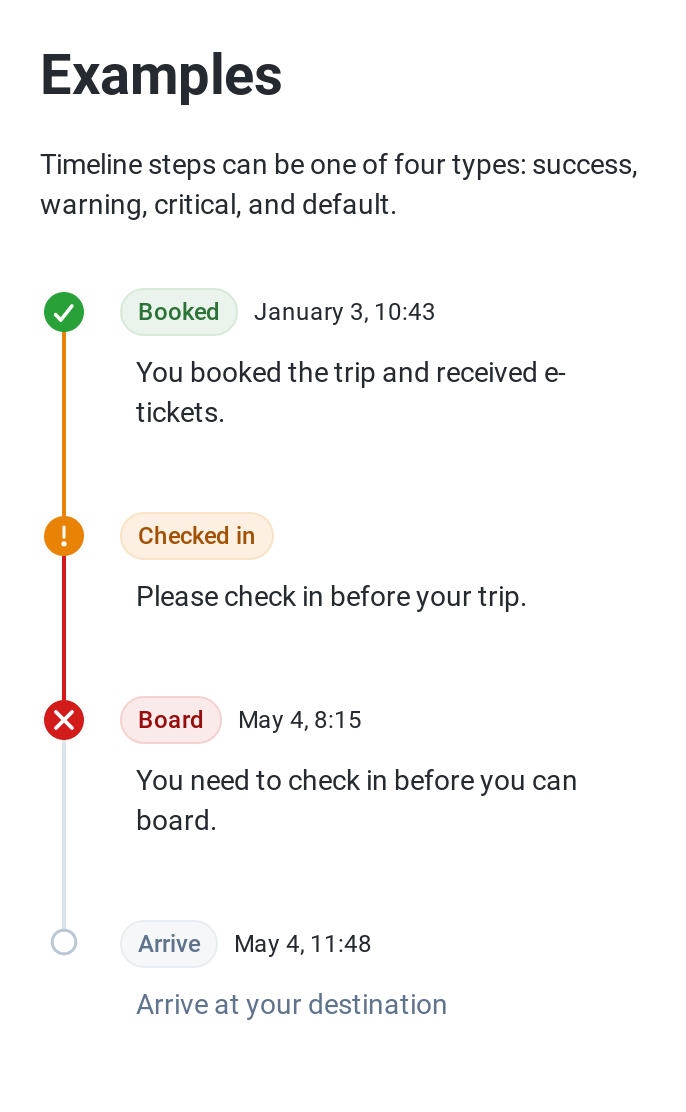 Examples
Timeline steps can be one of four types: success,
warning, critical, and default.
Booked January 3, 10:43
You booked the trip and received e-
tickets.
Checked in
Please check in before your trip.
Board May 4, 8:15
You need to check in before you can
board.
Arrive May 4, 11:48
Arrive at your destination